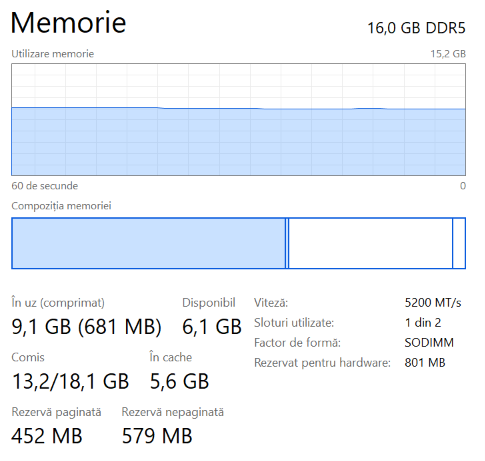 Memorie
16,0 GB DDR5
Utilizare memorie
15,2 GB
60 de secunde
0
Compoziția memoriei
În uz (comprimat)
9,1 GB (681 MB)
Disponibil
6,1 GB
Comis
13,2/18,1 GB
În cache
5,6 GB
Rezervă paginată
452 MB
Rezervă nepaginată
579 MB
Viteză: 5200 MT/s
Sloturi utilizate: 1 din 2
Factor de formă: SODIMM
Rezervat pentru hardware: 801 MB